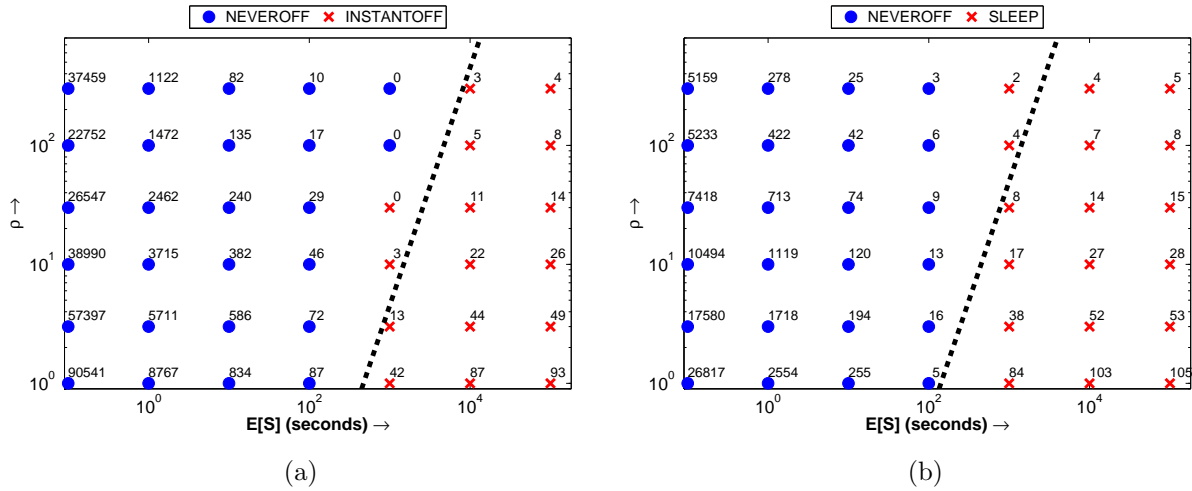 NEVEROFF INSTANTOFF
37459 1122 82 10 0 3 4
22752 1472 135 17 0 5 8
10²
26547 2462 240 29 0 11 14
ρ →
38990 3715 382 46 3 22 26
10¹
57397 5711 586 72 13 44 49
90541 8767 834 87 42 87 93
10⁰
10⁰ 10² 10⁴
E[S] (seconds) →
(a)
NEVEROFF SLEEP
5159 278 25 3 2 4 5
5233 422 42 6 4 7 8
10²
7418 713 74 9 8 14 15
ρ →
10494 1119 120 13 17 27 28
10¹
17580 1718 194 16 38 52 53
26817 2554 255 5 84 103 105
10⁰
10⁰ 10² 10⁴
E[S] (seconds) →
(b)